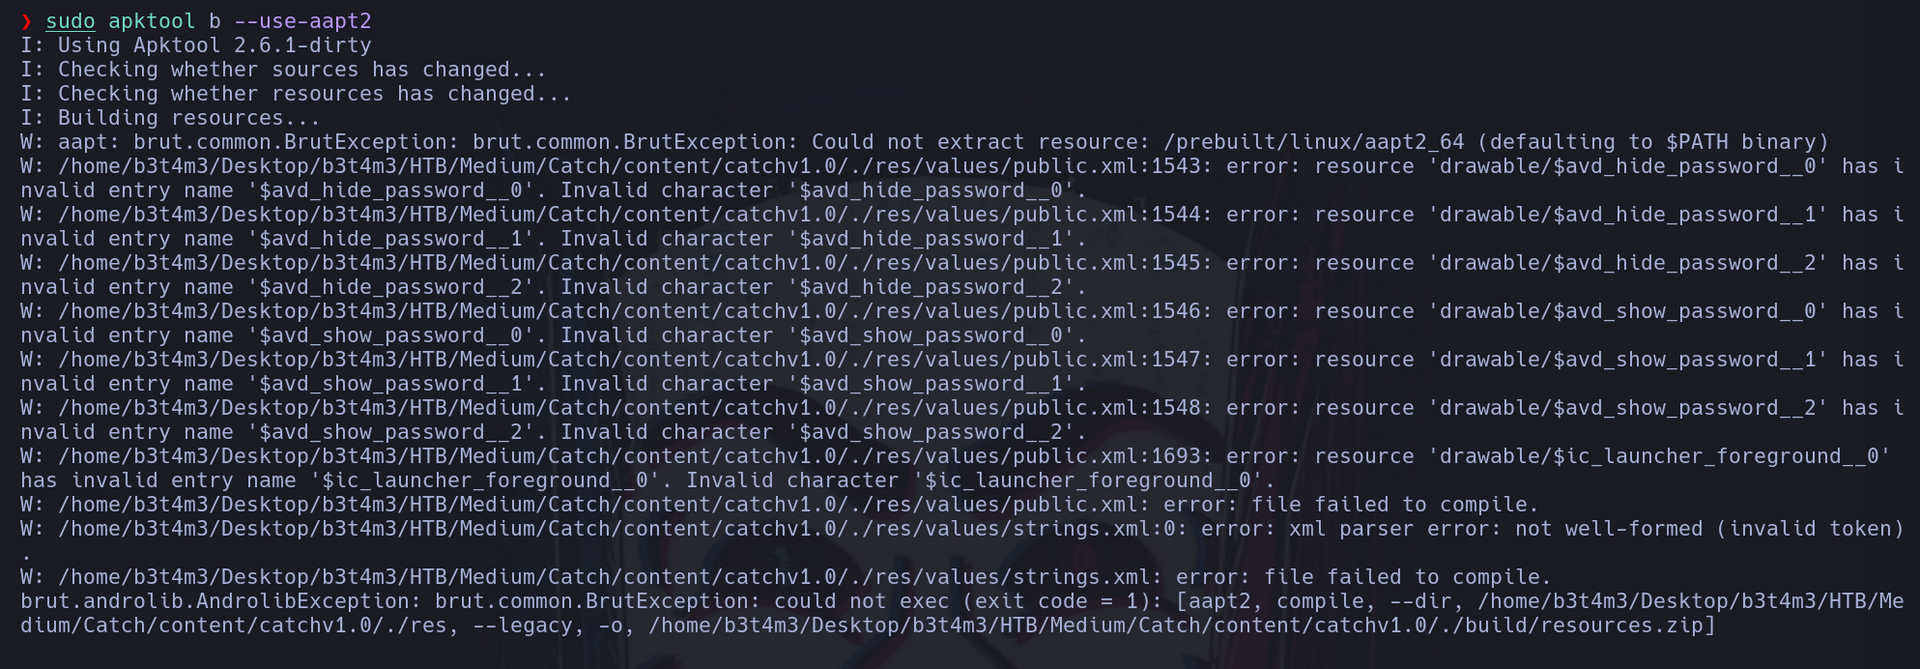 ❯ sudo apktool b --use-aapt2
I: Using Apktool 2.6.1-dirty
I: Checking whether sources has changed...
I: Checking whether resources has changed...
I: Building resources...
W: aapt: brut.common.BrutException: brut.common.BrutException: Could not extract resource: /prebuilt/linux/aapt2_64 (defaulting to $PATH binary)
W: /home/b3t4m3/Desktop/b3t4m3/HTB/Medium/Catch/content/catchv1.0/./res/values/public.xml:1543: error: resource 'drawable/$avd_hide_password__0' has i
nvalid entry name '$avd_hide_password__0'. Invalid character '$avd_hide_password__0'.
W: /home/b3t4m3/Desktop/b3t4m3/HTB/Medium/Catch/content/catchv1.0/./res/values/public.xml:1544: error: resource 'drawable/$avd_hide_password__1' has i
nvalid entry name '$avd_hide_password__1'. Invalid character '$avd_hide_password__1'.
W: /home/b3t4m3/Desktop/b3t4m3/HTB/Medium/Catch/content/catchv1.0/./res/values/public.xml:1545: error: resource 'drawable/$avd_hide_password__2' has i
nvalid entry name '$avd_hide_password__2'. Invalid character '$avd_hide_password__2'.
W: /home/b3t4m3/Desktop/b3t4m3/HTB/Medium/Catch/content/catchv1.0/./res/values/public.xml:1546: error: resource 'drawable/$avd_show_password__0' has i
nvalid entry name '$avd_show_password__0'. Invalid character '$avd_show_password__0'.
W: /home/b3t4m3/Desktop/b3t4m3/HTB/Medium/Catch/content/catchv1.0/./res/values/public.xml:1547: error: resource 'drawable/$avd_show_password__1' has i
nvalid entry name '$avd_show_password__1'. Invalid character '$avd_show_password__1'.
W: /home/b3t4m3/Desktop/b3t4m3/HTB/Medium/Catch/content/catchv1.0/./res/values/public.xml:1548: error: resource 'drawable/$avd_show_password__2' has i
nvalid entry name '$avd_show_password__2'. Invalid character '$avd_show_password__2'.
W: /home/b3t4m3/Desktop/b3t4m3/HTB/Medium/Catch/content/catchv1.0/./res/values/public.xml:1693: error: resource 'drawable/$ic_launcher_foreground__0'
has invalid entry name '$ic_launcher_foreground__0'. Invalid character '$ic_launcher_foreground__0'.
W: /home/b3t4m3/Desktop/b3t4m3/HTB/Medium/Catch/content/catchv1.0/./res/values/public.xml: error: file failed to compile.
W: /home/b3t4m3/Desktop/b3t4m3/HTB/Medium/Catch/content/catchv1.0/./res/values/strings.xml:0: error: xml parser error: not well-formed (invalid token)
.
W: /home/b3t4m3/Desktop/b3t4m3/HTB/Medium/Catch/content/catchv1.0/./res/values/strings.xml: error: file failed to compile.
brut.androlib.AndrolibException: brut.common.BrutException: could not exec (exit code = 1): [aapt2, compile, --dir, /home/b3t4m3/Desktop/b3t4m3/HTB/Me
dium/Catch/content/catchv1.0/./res, --legacy, -o, /home/b3t4m3/Desktop/b3t4m3/HTB/Medium/Catch/content/catchv1.0/./build/resources.zip]